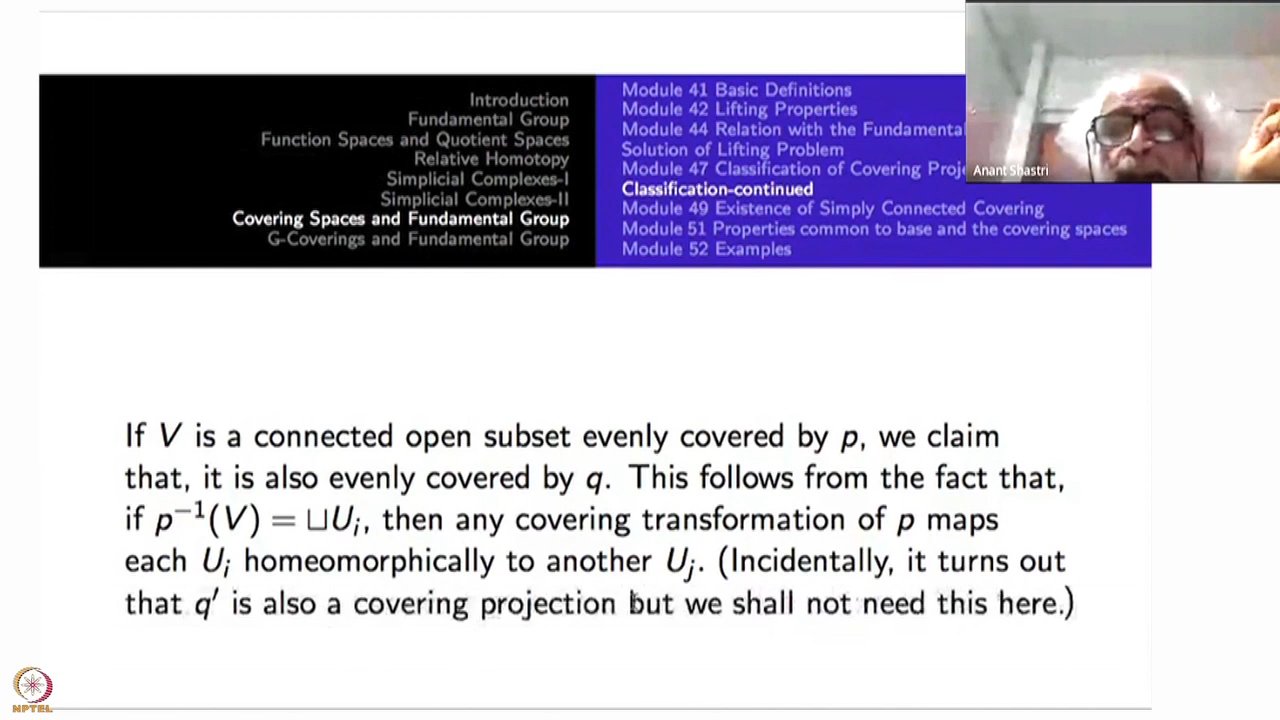 Introduction
Fundamental Group
Function Spaces and Quotient Spaces
Relative Homotopy
Simplicial Complexes-I
Simplicial Complexes-II
Covering Spaces and Fundamental Group
G-Coverings and Fundamental Group
Module 41 Basic Definitions
Module 42 Lifting Properties
Module 44 Relation with the Fundamental
Solution of Lifting Problem
Module 47 Classification of Covering Proje
Classification-continued
Module 49 Existence of Simply Connected Covering
Module 51 Properties common to base and the covering spaces
Module 52 Examples
Anant Shastri
If V is a connected open subset evenly covered by p, we claim
that, it is also evenly covered by q. This follows from the fact that,
if p⁻¹(V) = ⊔Uᵢ, then any covering transformation of p maps
each Uᵢ homeomorphically to another Uⱼ. (Incidentally, it turns out
that q′ is also a covering projection but we shall not need this here.)
NPTEL